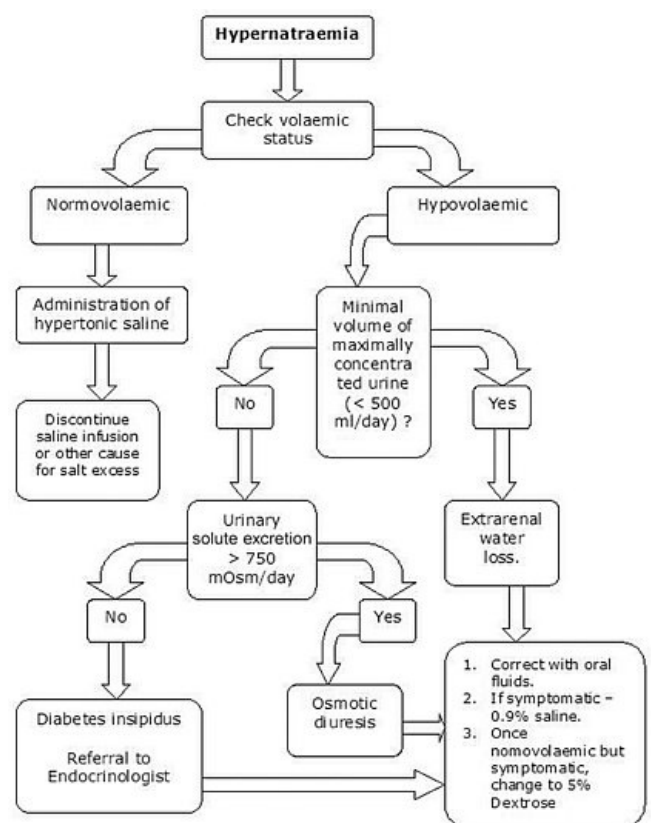 Hypernatraemia
Check volaemic
status
Normovolaemic
Hypovolaemic
Administration of
hypertonic saline
Minimal
volume of
maximally
concentra
ted urine
(< 500
ml/day) ?
No
Yes
Discontinue
saline infusion
or other cause
for salt excess
Urinary
solute excretion
> 750
mOsm/day
Extrarenal
water
loss.
No
Yes
Diabetes insipidus
Referral to
Endocrinologist
Osmotic
diuresis
1. Correct with oral
fluids.
2. If symptomatic –
0.9% saline.
3. Once
nomovolaemic but
symptomatic,
change to 5%
Dextrose